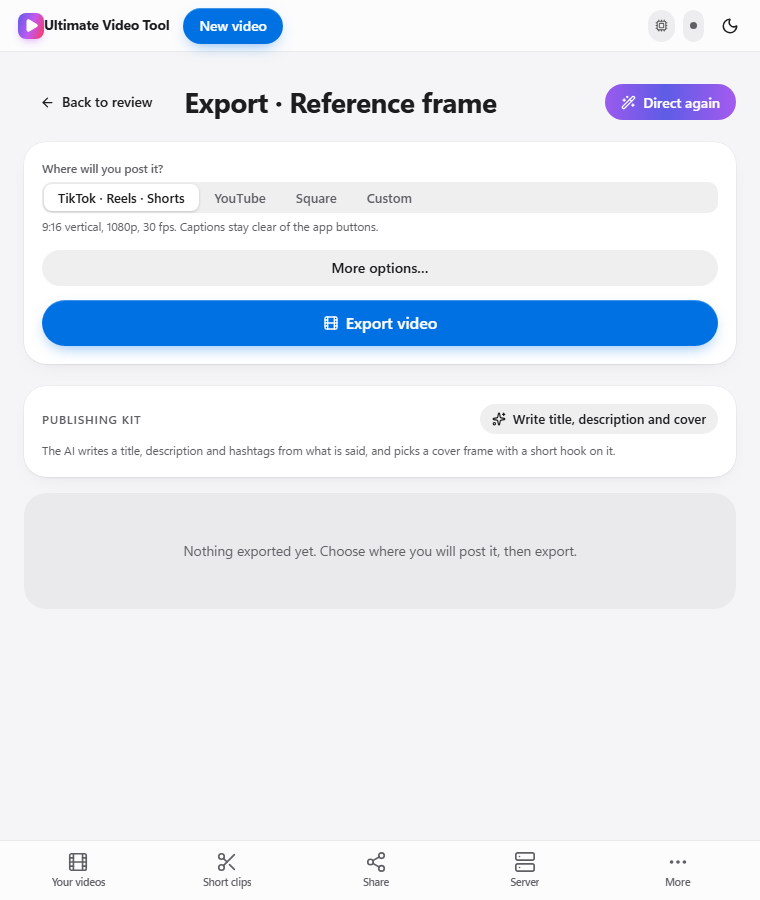 Ultimate Video Tool
New video
Back to review
Export · Reference frame
Direct again
Where will you post it?
TikTok · Reels · Shorts
YouTube
Square
Custom
9:16 vertical, 1080p, 30 fps. Captions stay clear of the app buttons.
More options...
Export video
PUBLISHING KIT
Write title, description and cover
The AI writes a title, description and hashtags from what is said, and picks a cover frame with a short hook on it.
Nothing exported yet. Choose where you will post it, then export.
Your videos
Short clips
Share
Server
More